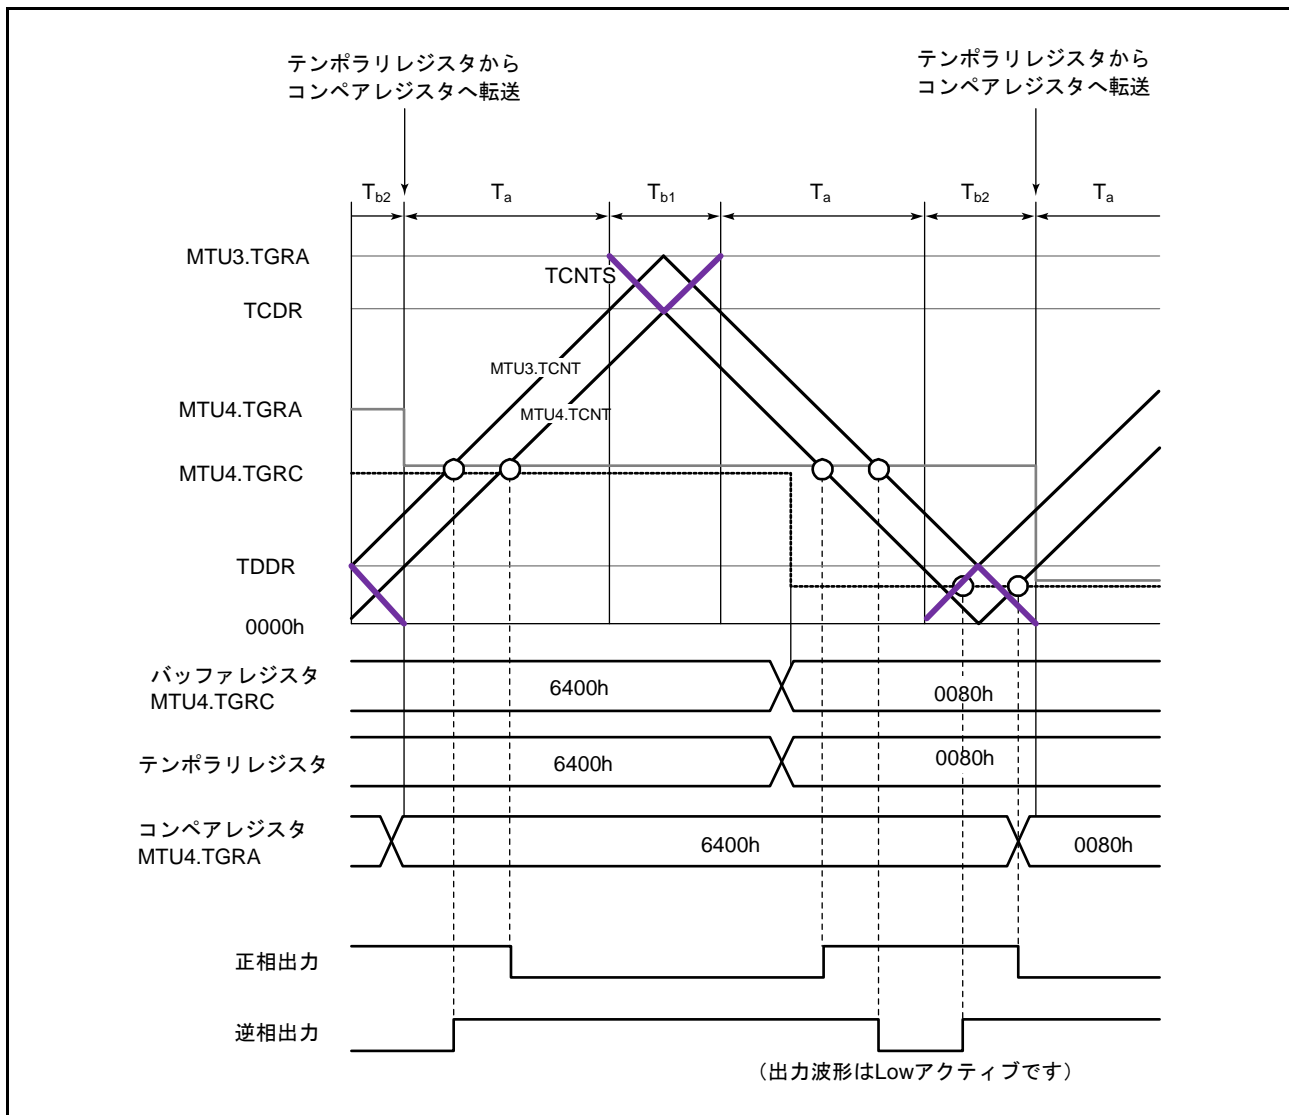 テンポラリレジスタから
コンペアレジスタへ転送
テンポラリレジスタから
コンペアレジスタへ転送
Tb2
Ta
Tb1
Ta
Tb2
Ta
MTU3.TGRA
TCNTS
TCDR
MTU3.TCNT
MTU4.TGRA
MTU4.TCNT
MTU4.TGRC
TDDR
0000h
バッファレジスタ
MTU4.TGRC
6400h
0080h
テンポラリレジスタ
6400h
0080h
コンペアレジスタ
MTU4.TGRA
6400h
0080h
正相出力
逆相出力
（出力波形はLowアクティブです）